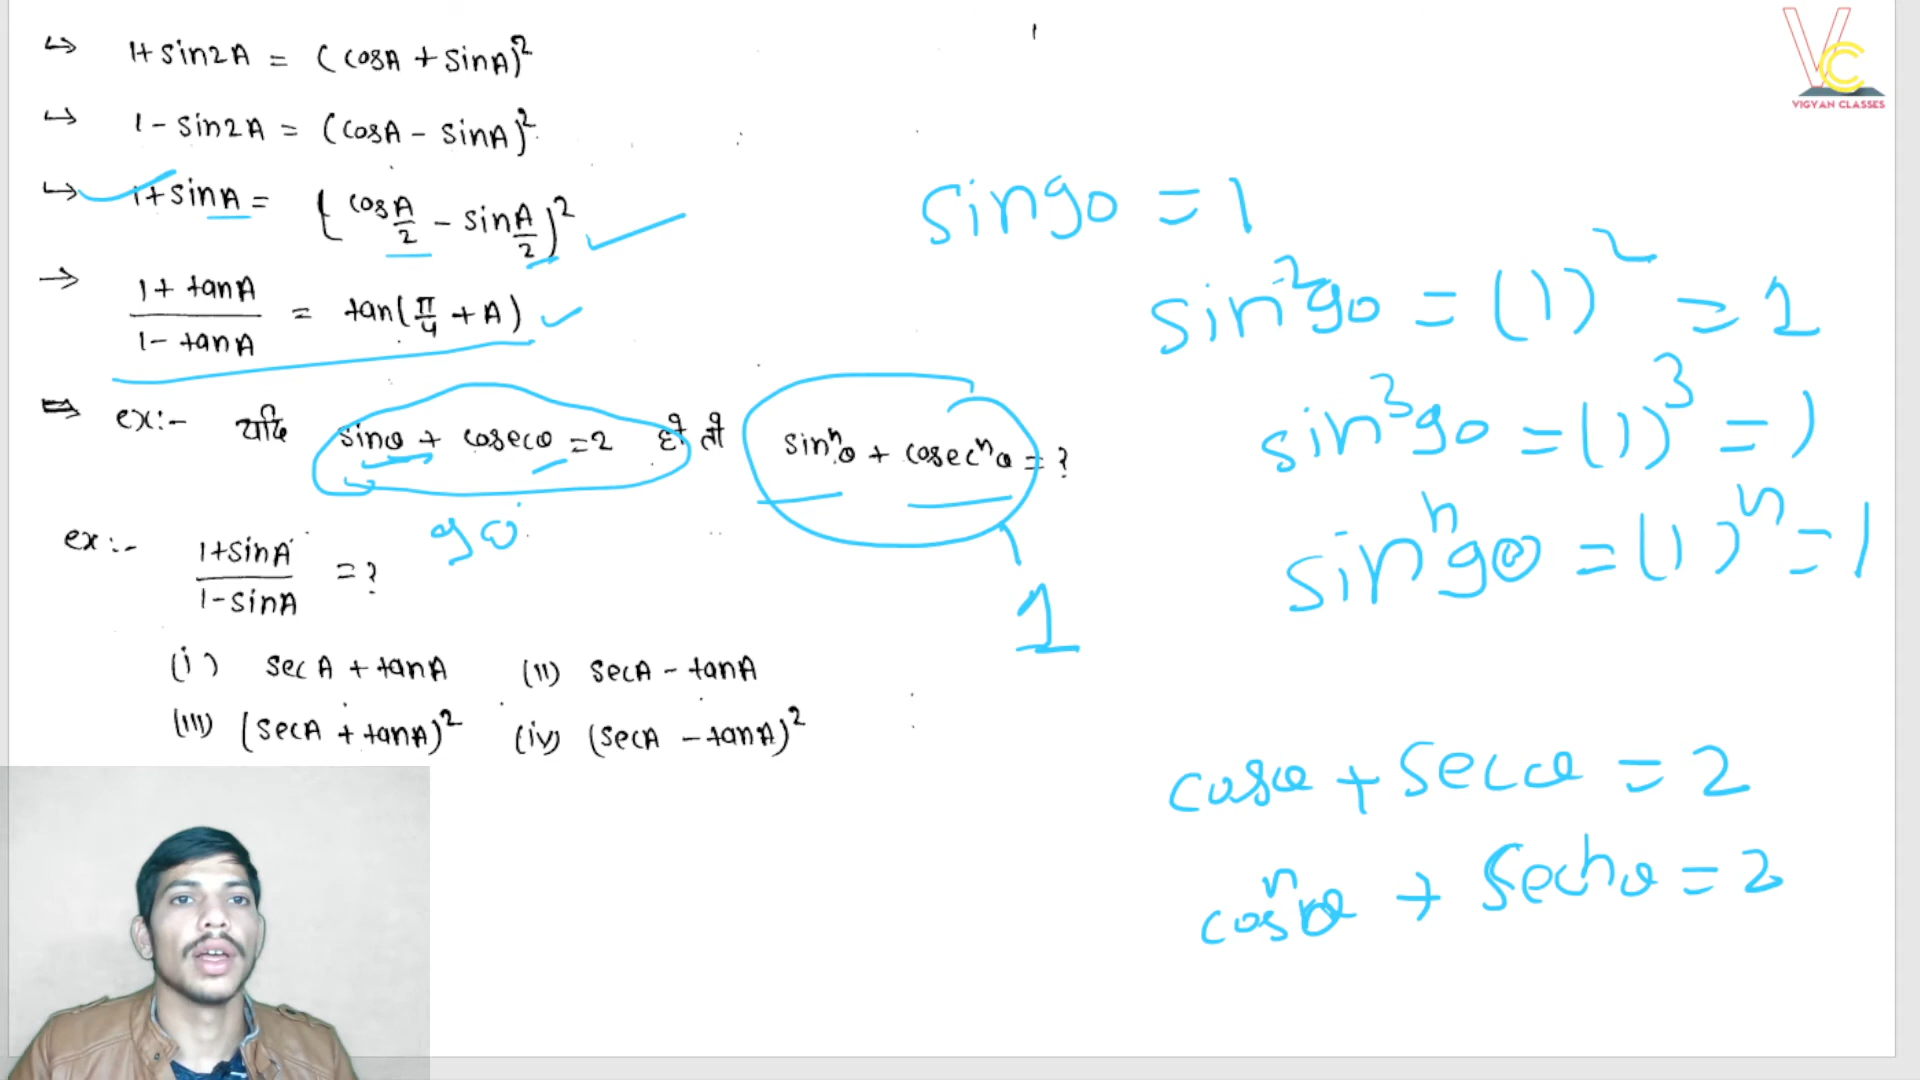 ↳ 1+ sin2A = (cosA + sinA)²
↳ 1 - sin2A = (cosA - sinA)²
↳ 1+sinA = {cos A/2 - sin A/2)²
→ 1+ tanA / 1- tanA = tan(π/4 + A)
⇒ ex:- यदि sinθ + cosecθ = 2 हो तो sinⁿθ + cosecⁿθ = ?
90°
1
ex:- 1+sinA / 1-sinA = ?
(i) secA + tanA (ii) secA - tanA
(iii) (secA + tanA)² (iv) (secA - tanA)²
VC
VIGYAN CLASSES
sin90 = 1
sin²90 = (1)² = 1
sin³90 = (1)³ = 1
sinⁿ90 = (1)ⁿ = 1
cosθ + secθ = 2
cosⁿθ + secⁿθ = 2